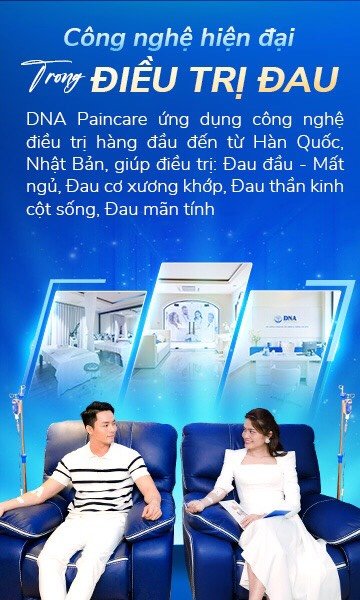 Công nghệ hiện đại
Trong ĐIỀU TRỊ ĐAU
DNA Paincare ứng dụng công nghệ
điều trị hàng đầu đến từ Hàn Quốc,
Nhật Bản, giúp điều trị: Đau đầu - Mất
ngủ, Đau cơ xương khớp, Đau thần kinh
cột sống, Đau mãn tính
DNA